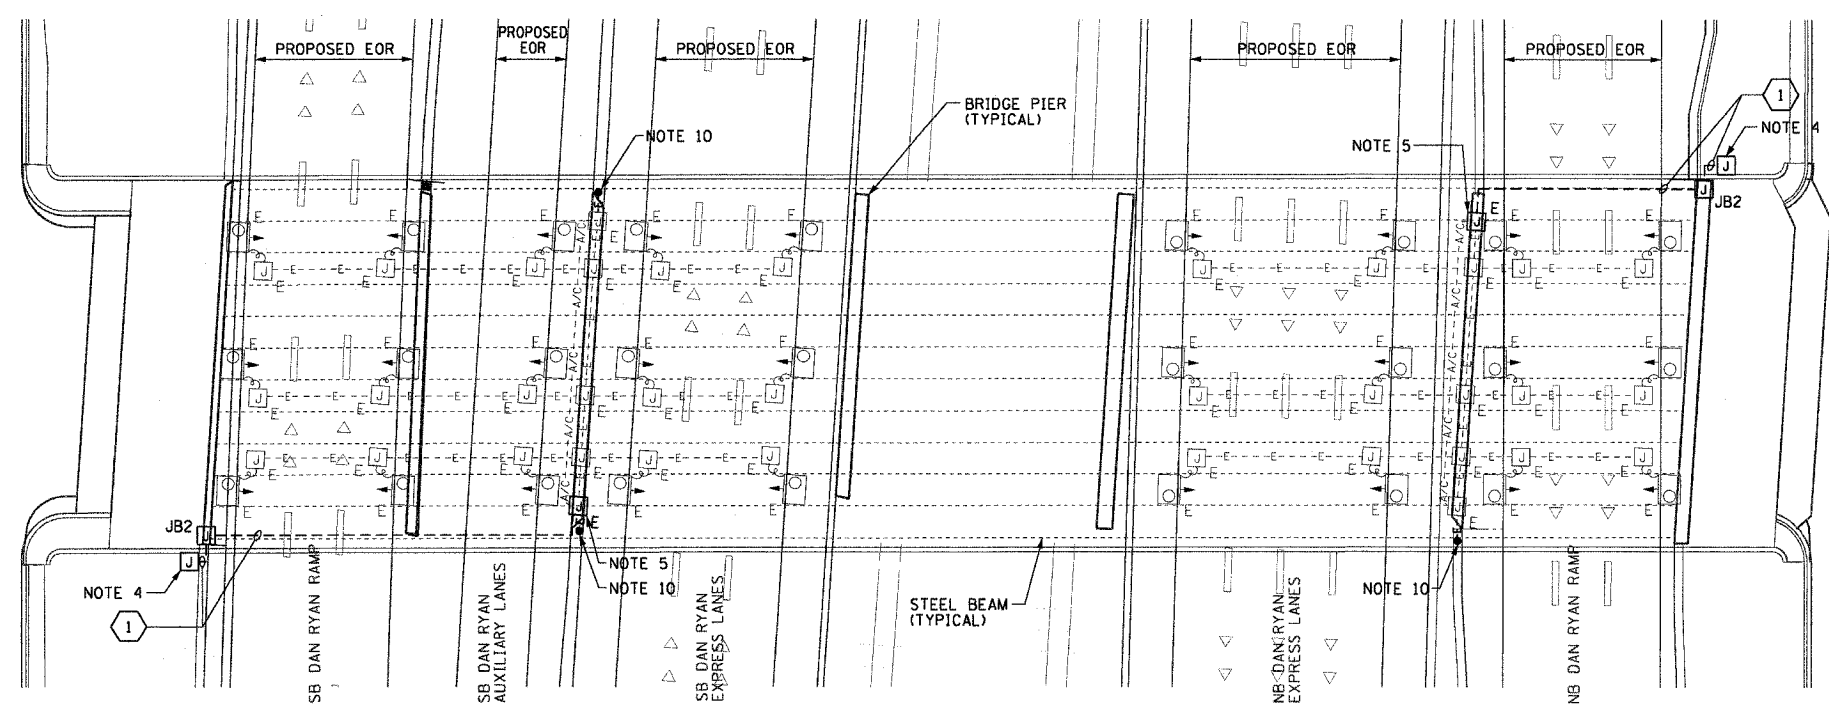 PROPOSED EOR
PROPOSED
EOR
PROPOSED EOR
PROPOSED EOR
PROPOSED EOR
BRIDGE PIER
(TYPICAL)
1
NOTE 4
NOTE 10
NOTE 5
J
J
JB2
E
E
E
E
E
E
E
A/C
A/C
J E E J E E J J J E E J
J E E J J J E E J
E
E
E
E
A/C
A/C
J E E J E E J J J E E J
J E E J J J E E J
E
E
E
E
A/C
A/C
J E E J E E J J J E E J
J E E J J J E E J
E
E
E
E
JB2
J
J
NOTE 4
1
NOTE 5
NOTE 10
STEEL BEAM
(TYPICAL)
NOTE 10
SB DAN RYAN RAMP
SB DAN RYAN
AUXILIARY LANES
SB DAN RYAN
EXPRESS LANES
NB DAN RYAN
EXPRESS LANES
NB DAN RYAN RAMP